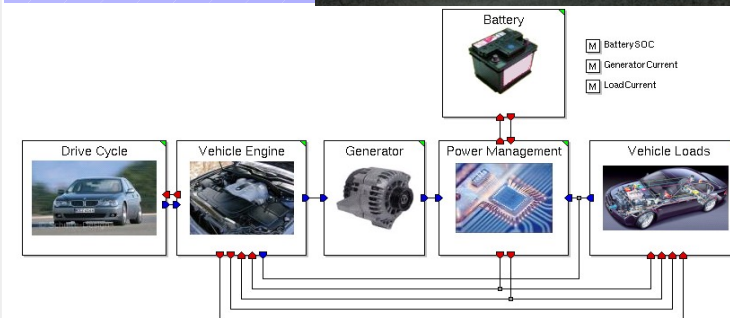 Battery
M BatterySOC
M GeneratorCurrent
M LoadCurrent
Drive Cycle
Vehicle Engine
Generator
Power Management
Vehicle Loads